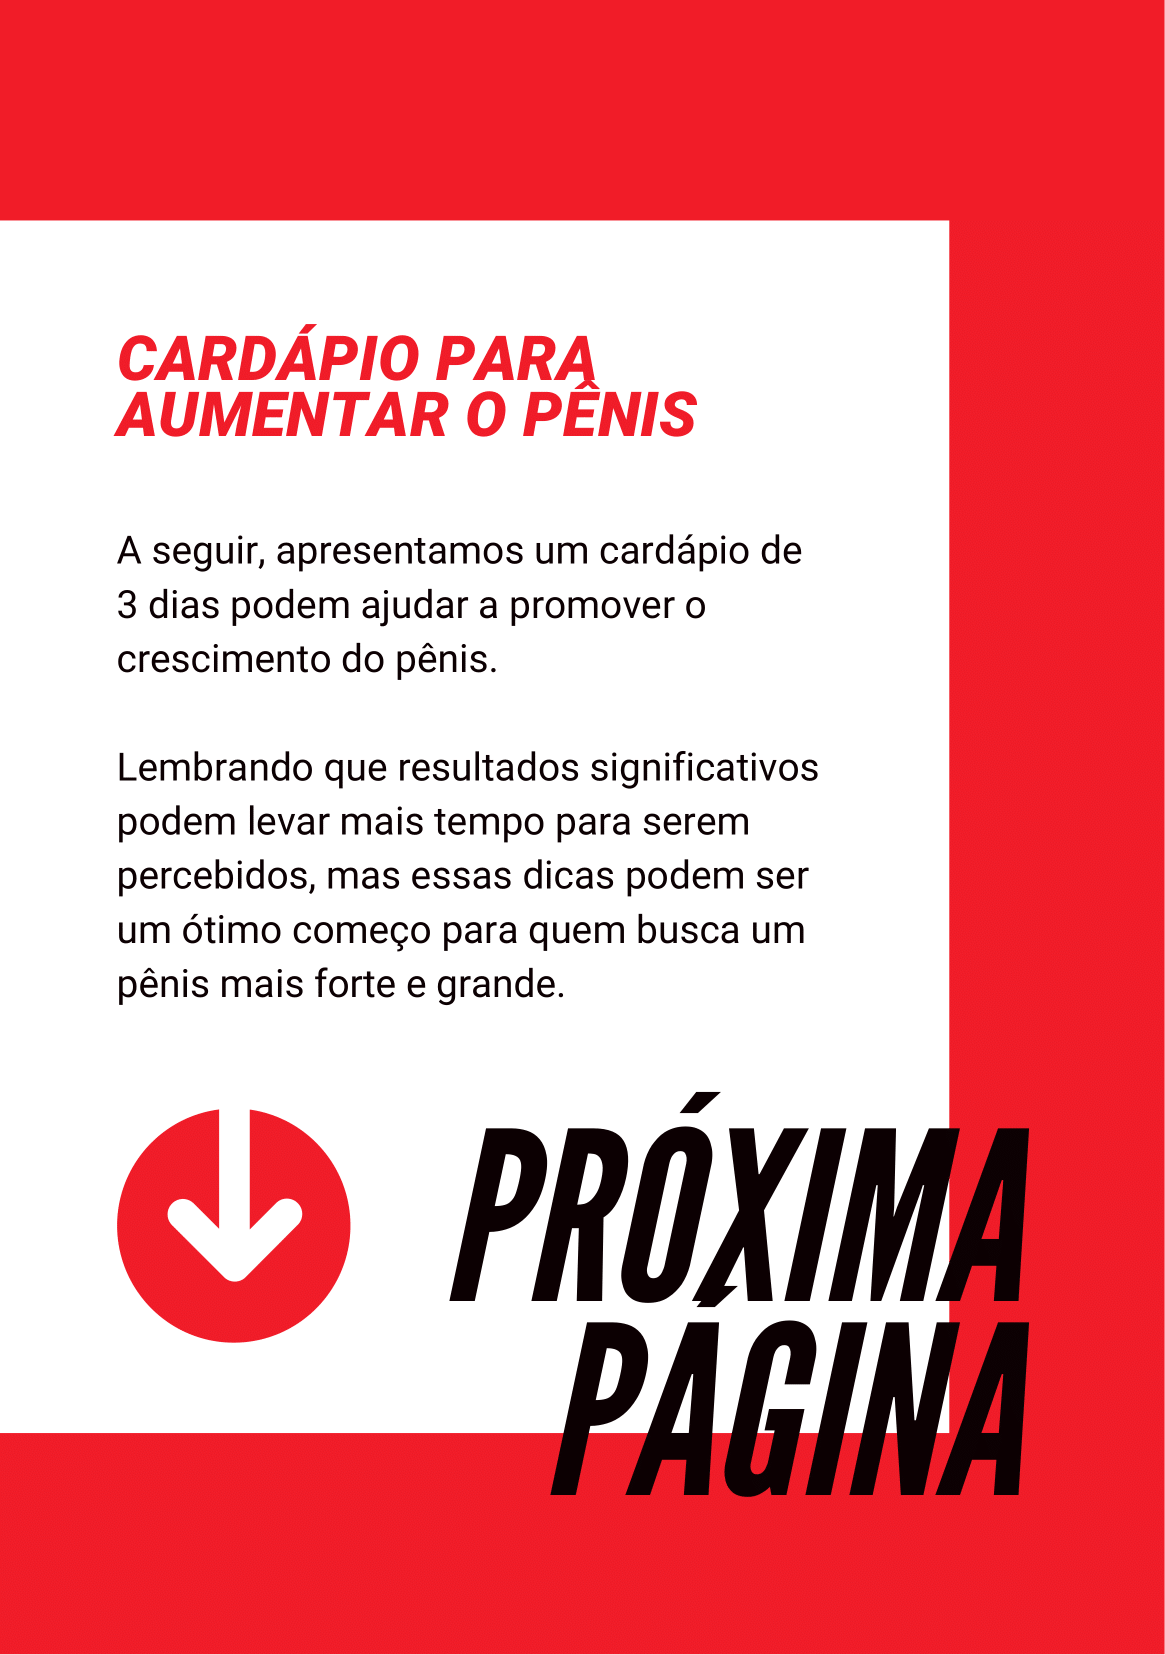 CARDÁPIO PARA
AUMENTAR O PÊNIS
A seguir, apresentamos um cardápio de
3 dias podem ajudar a promover o
crescimento do pênis.
Lembrando que resultados significativos
podem levar mais tempo para serem
percebidos, mas essas dicas podem ser
um ótimo começo para quem busca um
pênis mais forte e grande.
PRÓXIMA
PÁGINA